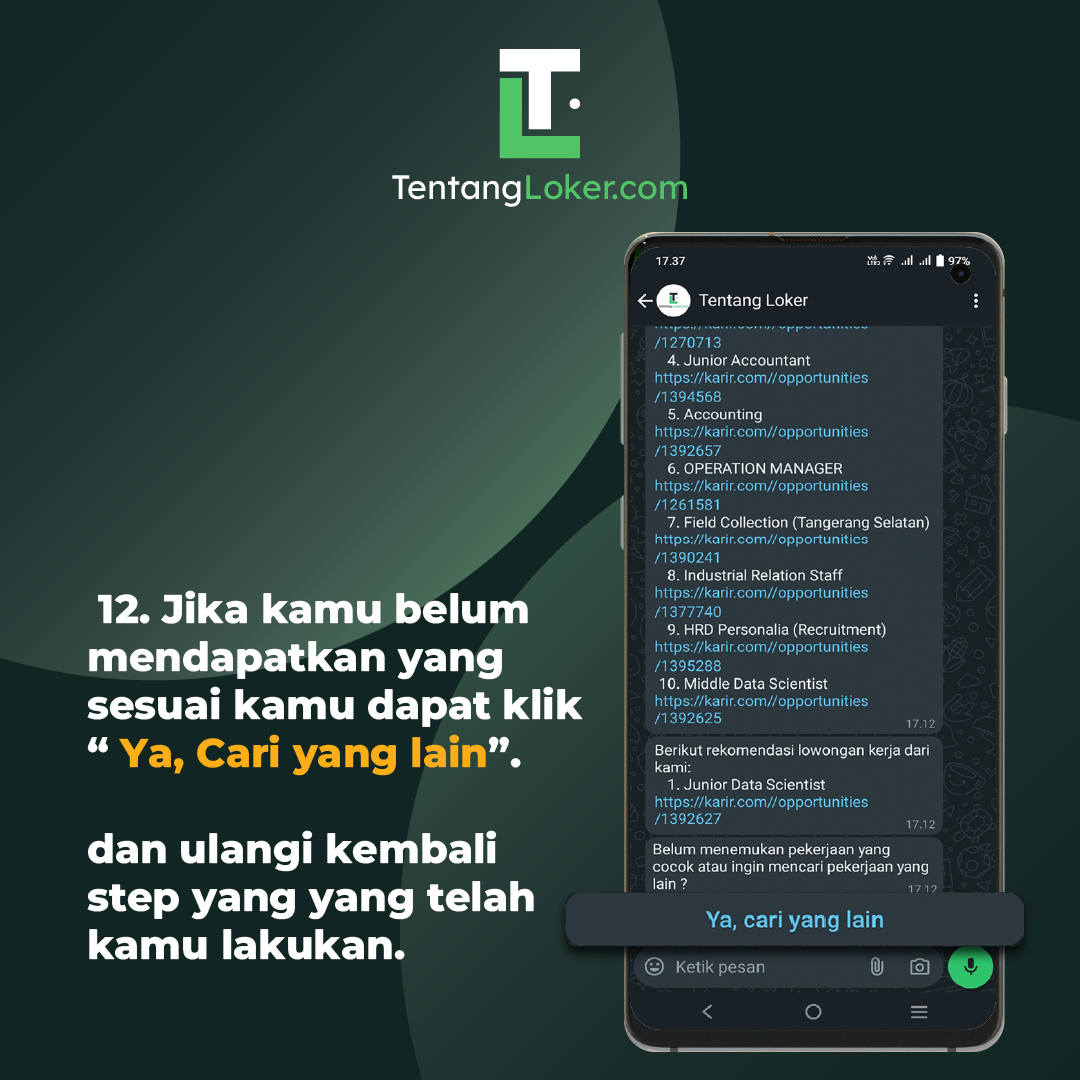 TentangLoker.com
12. Jika kamu belum
mendapatkan yang
sesuai kamu dapat klik
“ Ya, Cari yang lain”.
dan ulangi kembali
step yang yang telah
kamu lakukan.
17.37
97%
Tentang Loker
https://karir.com//opportunities
/1270713
4. Junior Accountant
https://karir.com//opportunities
/1394568
5. Accounting
https://karir.com//opportunities
/1392657
6. OPERATION MANAGER
https://karir.com//opportunities
/1261581
7. Field Collection (Tangerang Selatan)
https://karir.com//opportunities
/1390241
8. Industrial Relation Staff
https://karir.com//opportunities
/1377740
9. HRD Personalia (Recruitment)
https://karir.com//opportunities
/1395288
10. Middle Data Scientist
https://karir.com//opportunities
/1392625
17.12
Berikut rekomendasi lowongan kerja dari
kami:
1. Junior Data Scientist
https://karir.com//opportunities
/1392627
17.12
Belum menemukan pekerjaan yang
cocok atau ingin mencari pekerjaan yang
lain ?
17.12
Ya, cari yang lain
Ketik pesan